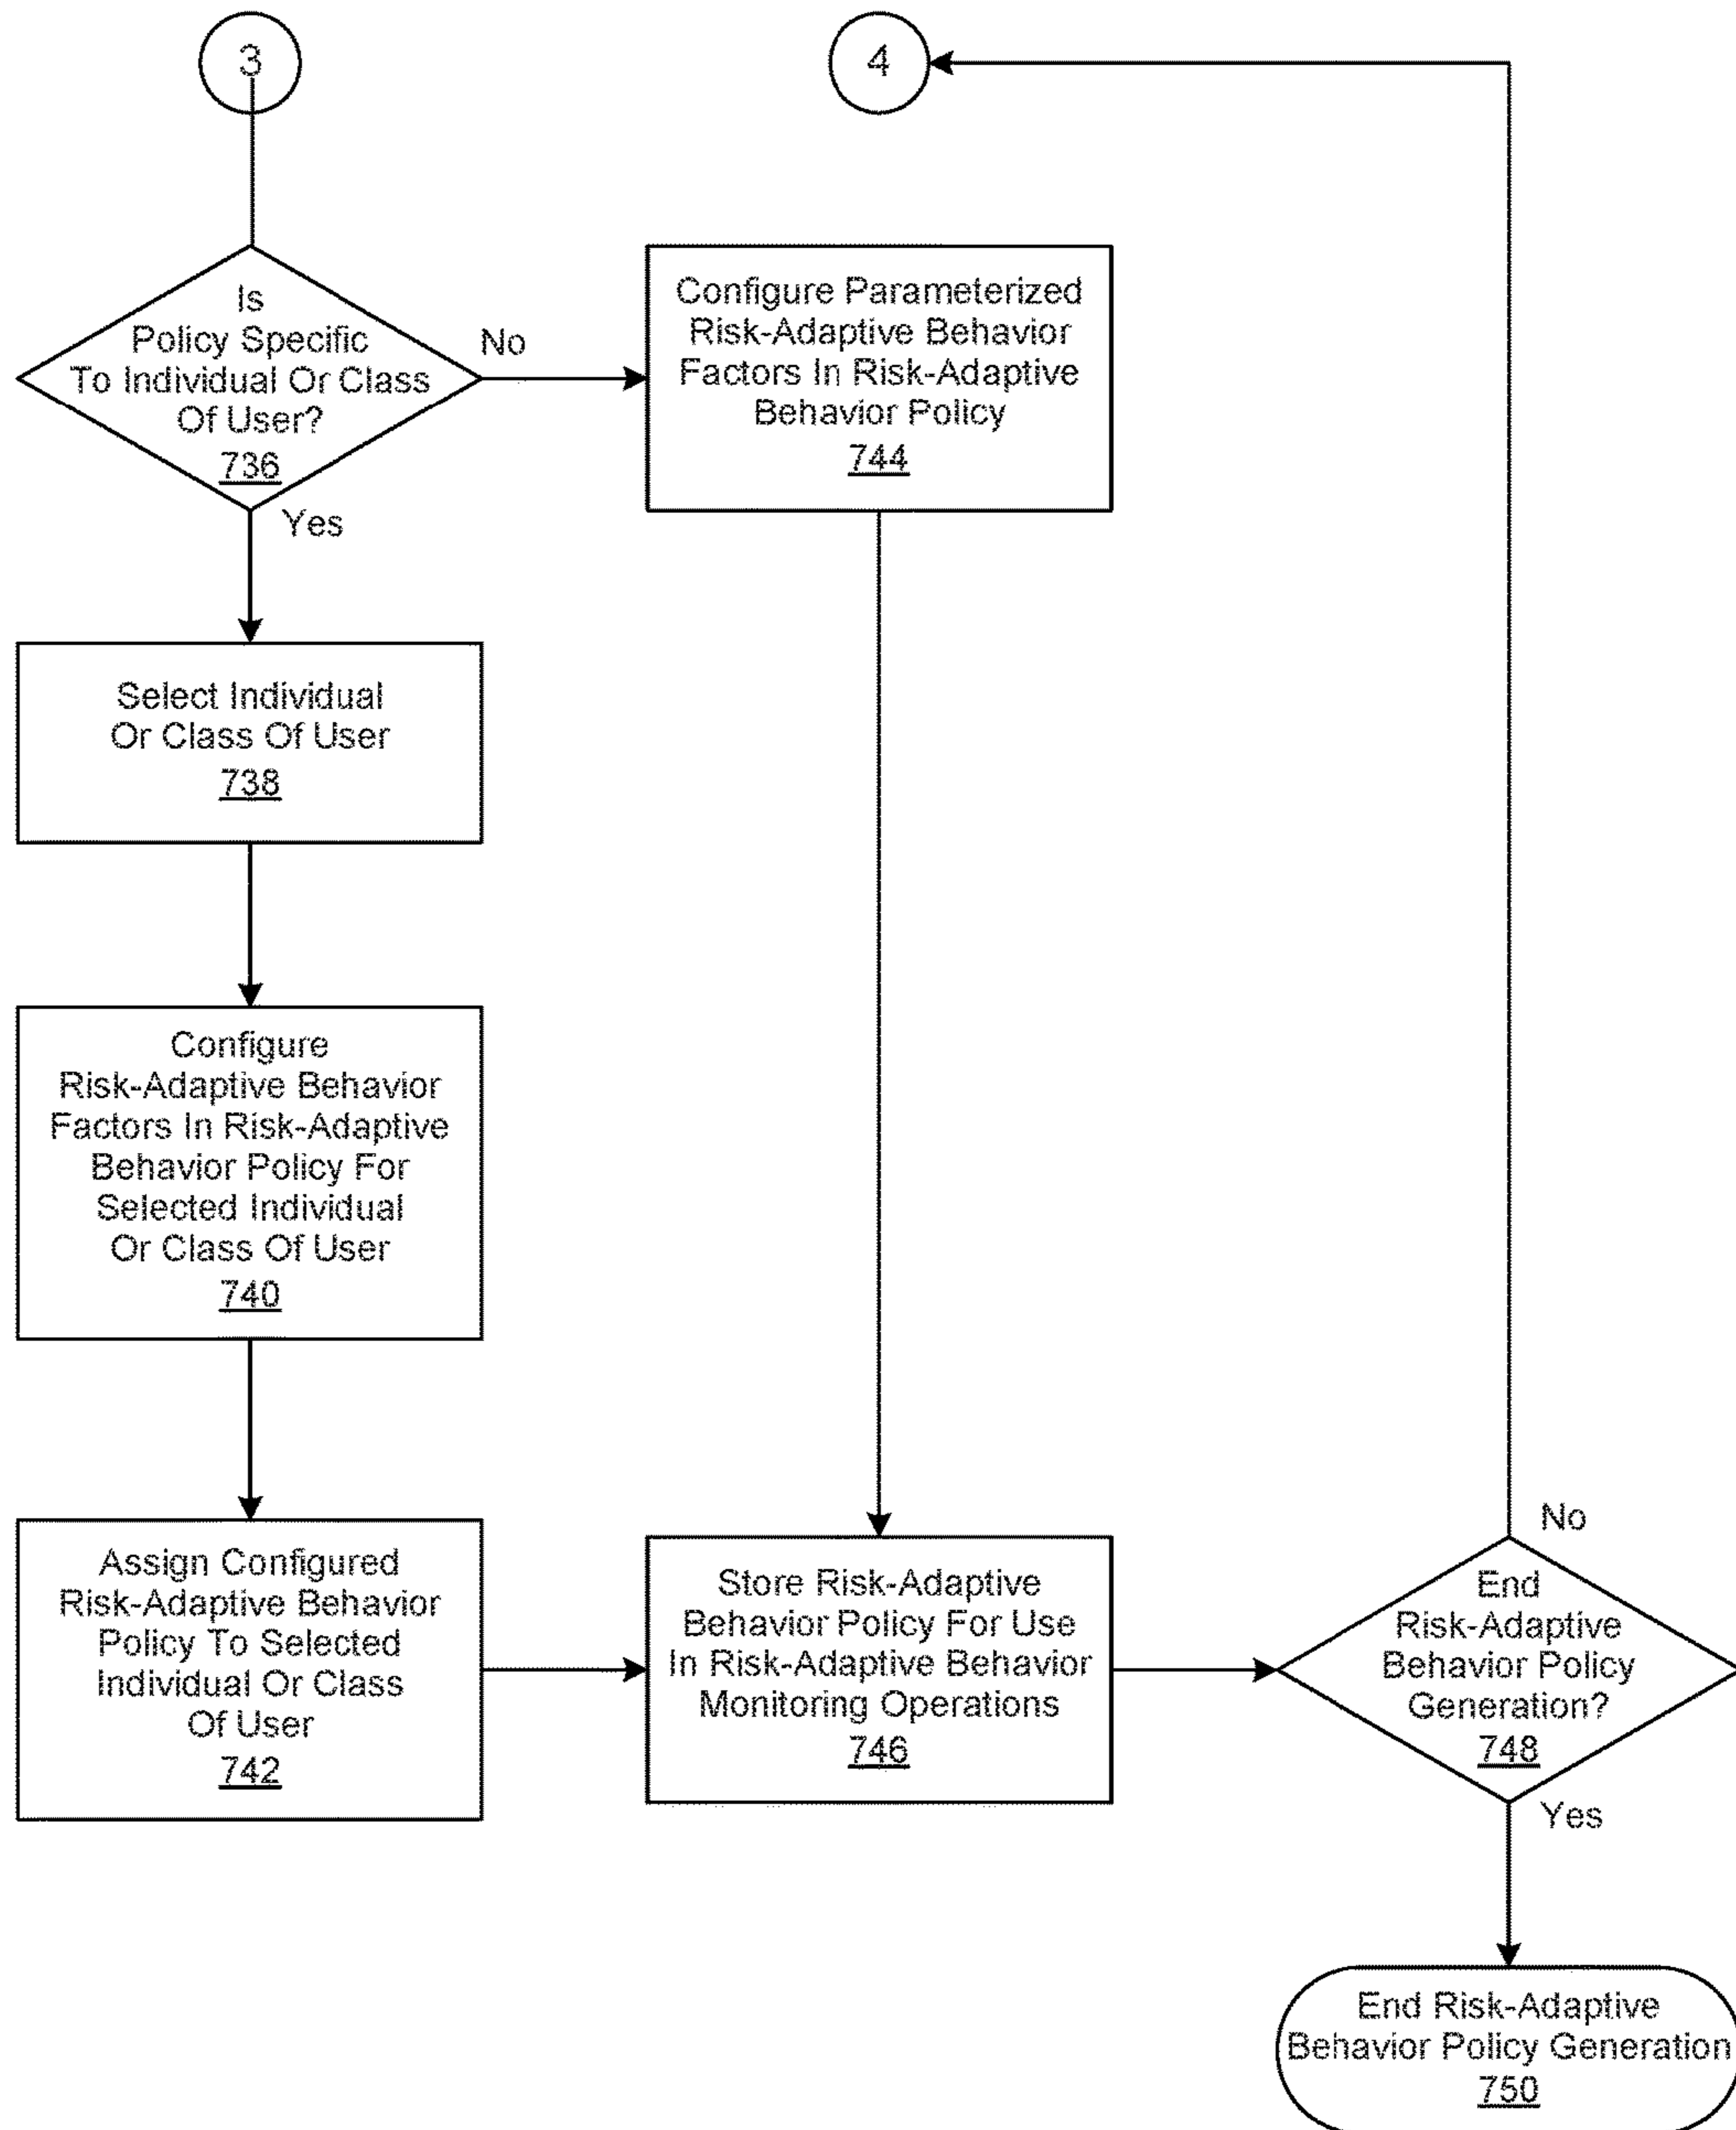 3
4
Is
Policy Specific
To Individual Or Class
Of User?
736
No
Yes
Configure Parameterized
Risk-Adaptive Behavior
Factors In Risk-Adaptive
Behavior Policy
744
Select Individual
Or Class Of User
738
Configure
Risk-Adaptive Behavior
Factors In Risk-Adaptive
Behavior Policy For
Selected Individual
Or Class Of User
740
Assign Configured
Risk-Adaptive Behavior
Policy To Selected
Individual Or Class
Of User
742
Store Risk-Adaptive
Behavior Policy For Use
In Risk-Adaptive Behavior
Monitoring Operations
746
No
End
Risk-Adaptive
Behavior Policy
Generation?
748
Yes
End Risk-Adaptive
Behavior Policy Generation
750